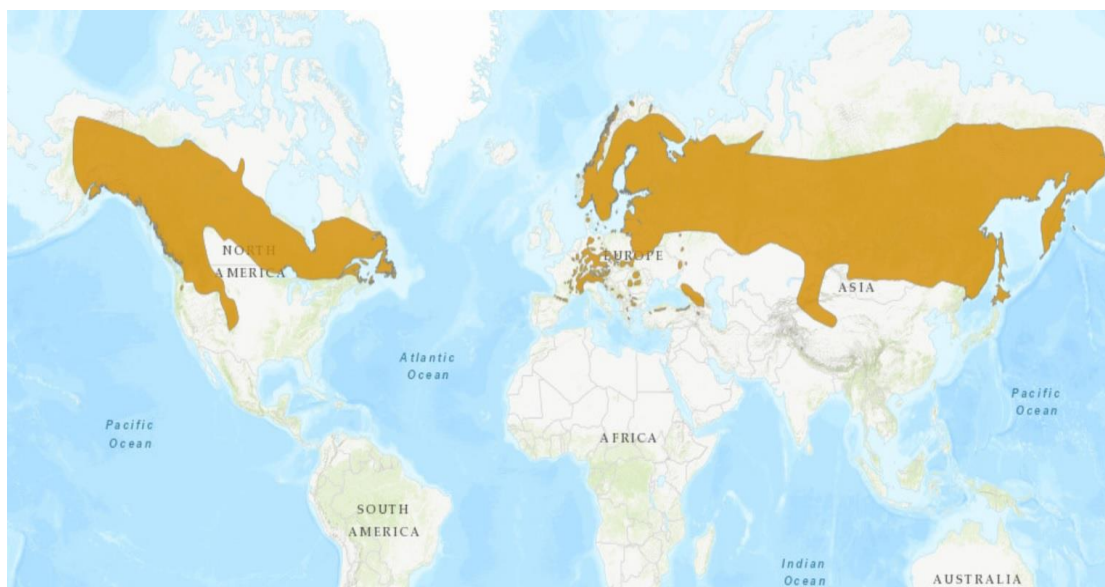 NORTH
AMERICA
EUROPE
ASIA
Atlantic
Ocean
Pacific
Ocean
Pacific
Ocean
AFRICA
SOUTH
AMERICA
Indian
Ocean
AUSTRALIA